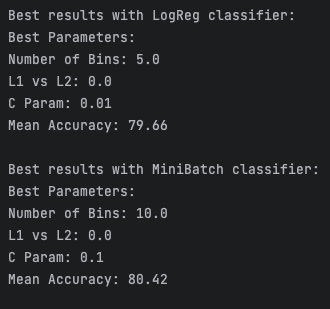 Best results with LogReg classifier:
Best Parameters:
Number of Bins: 5.0
L1 vs L2: 0.0
C Param: 0.01
Mean Accuracy: 79.66
Best results with MiniBatch classifier:
Best Parameters:
Number of Bins: 10.0
L1 vs L2: 0.0
C Param: 0.1
Mean Accuracy: 80.42